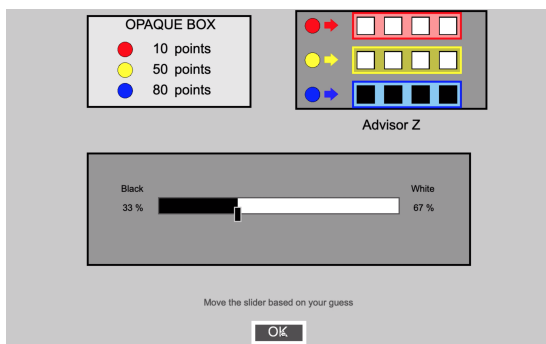 OPAQUE BOX
10 points
50 points
80 points
Advisor Z
Black
White
33 %
67 %
Move the slider based on your guess
OK